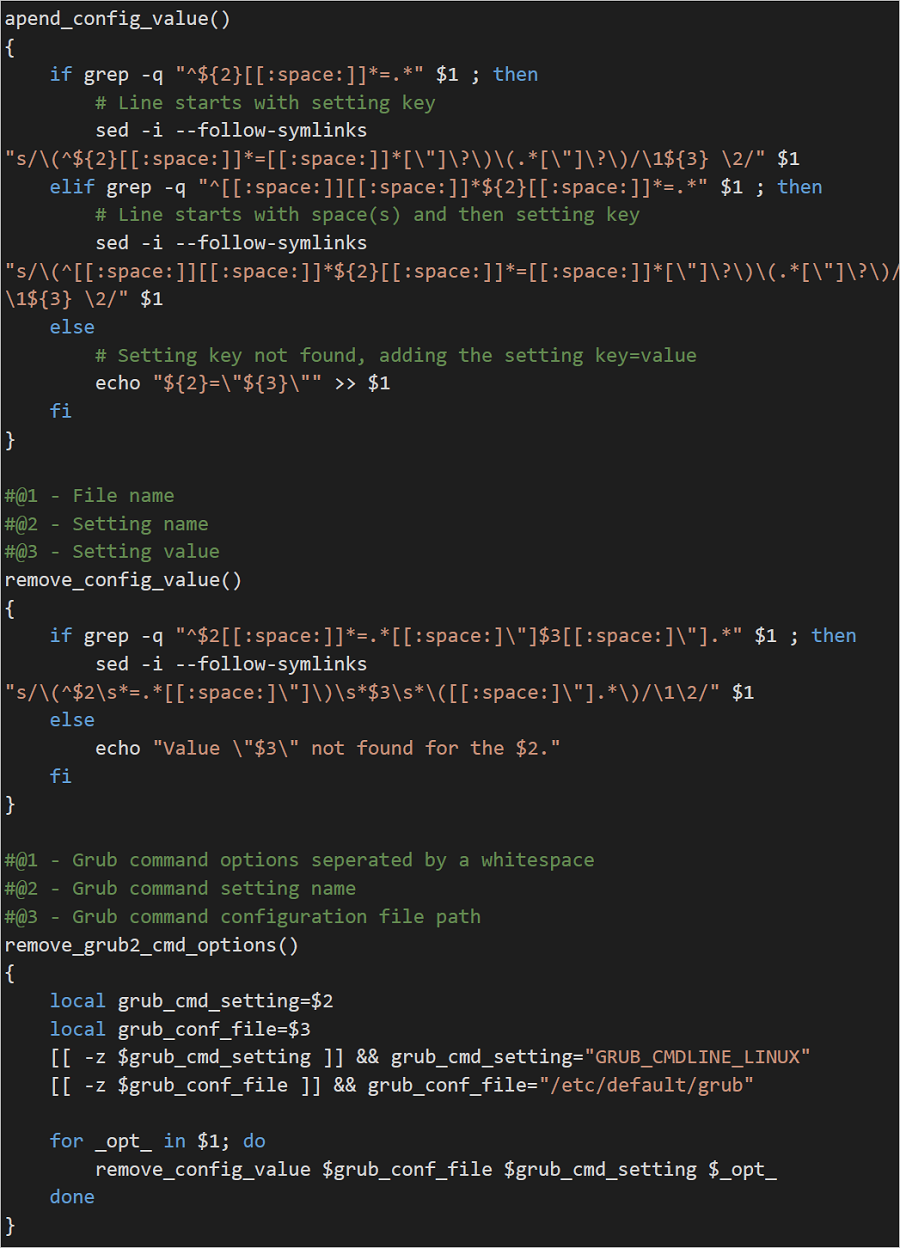 apend_config_value()
{
    if grep -q "^${2}[[:space:]]*=.*" $1 ; then
        # Line starts with setting key
        sed -i --follow-symlinks
"s/\(^${2}[[:space:]]*=[[:space:]]*[\"]\?\)\(.*[\"]\?\)/\1${3} \2/" $1
    elif grep -q "^[[:space:]][[:space:]]*${2}[[:space:]]*=.*" $1 ; then
        # Line starts with space(s) and then setting key
        sed -i --follow-symlinks
"s/\(^[[:space:]][[:space:]]*${2}[[:space:]]*=[[:space:]]*[\"]\?\)\(.*[\"]\?\)/
\1${3} \2/" $1
    else
        # Setting key not found, adding the setting key=value
        echo "${2}=\"${3}\"" >> $1
    fi
}

#@1 - File name
#@2 - Setting name
#@3 - Setting value
remove_config_value()
{
    if grep -q "^$2[[:space:]]*=.*[[:space:]\"]$3[[:space:]\"].*" $1 ; then
        sed -i --follow-symlinks
"s/\(^$2\s*=.*[[:space:]\"]\)\s*$3\s*\([[:space:]\"].*\)/\1\2/" $1
    else
        echo "Value \"$3\" not found for the $2."
    fi
}

#@1 - Grub command options seperated by a whitespace
#@2 - Grub command setting name
#@3 - Grub command configuration file path
remove_grub2_cmd_options()
{
    local grub_cmd_setting=$2
    local grub_conf_file=$3
    [[ -z $grub_cmd_setting ]] && grub_cmd_setting="GRUB_CMDLINE_LINUX"
    [[ -z $grub_conf_file ]] && grub_conf_file="/etc/default/grub"

    for _opt_ in $1; do
        remove_config_value $grub_conf_file $grub_cmd_setting $_opt_
    done
}